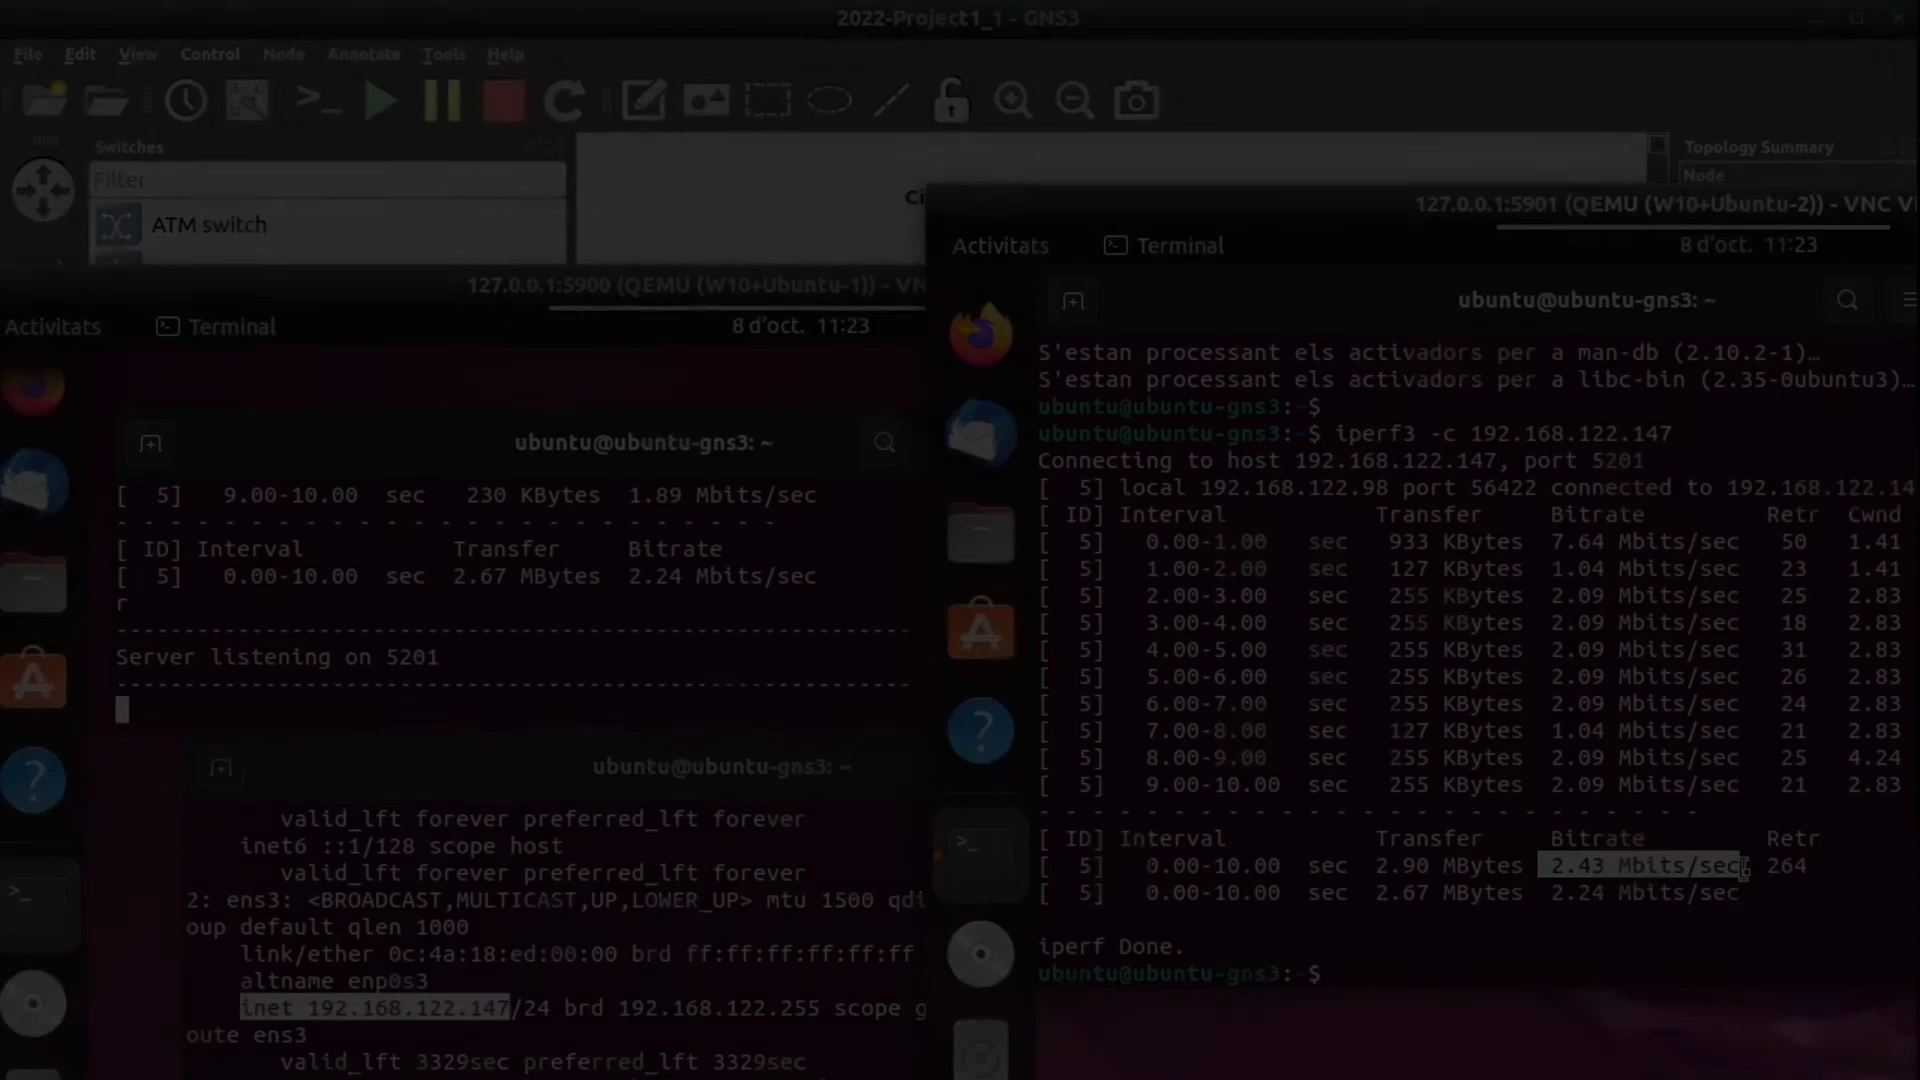 2022-Project1_1 - GNS3
File Edit View Control Node Annotate Tools Help
Switches
Filter
ATM switch
Ci
Topology Summary
Node
127.0.0.1:5900 (QEMU (W10+Ubuntu-1)) - VN
Activitats Terminal 8 d'oct. 11:23
ubuntu@ubuntu-gns3: ~
[ 5] 9.00-10.00 sec 230 KBytes 1.89 Mbits/sec
- - - - - - - - - - - - - - - - - - - - - - - - -
[ ID] Interval Transfer Bitrate
[ 5] 0.00-10.00 sec 2.67 MBytes 2.24 Mbits/sec
r
-----------------------------------------------------------
Server listening on 5201
-----------------------------------------------------------
ubuntu@ubuntu-gns3: ~
valid_lft forever preferred_lft forever
inet6 ::1/128 scope host
valid_lft forever preferred_lft forever
2: ens3: <BROADCAST,MULTICAST,UP,LOWER_UP> mtu 1500 qdi
oup default qlen 1000
link/ether 0c:4a:18:ed:00:00 brd ff:ff:ff:ff:ff:ff
altname enp0s3
inet 192.168.122.147/24 brd 192.168.122.255 scope g
oute ens3
valid_lft 3329sec preferred_lft 3329sec
127.0.0.1:5901 (QEMU (W10+Ubuntu-2)) - VNC V
Activitats Terminal 8 d'oct. 11:23
ubuntu@ubuntu-gns3: ~
S'estan processant els activadors per a man-db (2.10.2-1)…
S'estan processant els activadors per a libc-bin (2.35-0ubuntu3)…
ubuntu@ubuntu-gns3:~$
ubuntu@ubuntu-gns3:~$ iperf3 -c 192.168.122.147
Connecting to host 192.168.122.147, port 5201
[ 5] local 192.168.122.98 port 56422 connected to 192.168.122.14
[ ID] Interval Transfer Bitrate Retr Cwnd
[ 5] 0.00-1.00 sec 933 KBytes 7.64 Mbits/sec 50 1.41
[ 5] 1.00-2.00 sec 127 KBytes 1.04 Mbits/sec 23 1.41
[ 5] 2.00-3.00 sec 255 KBytes 2.09 Mbits/sec 25 2.83
[ 5] 3.00-4.00 sec 255 KBytes 2.09 Mbits/sec 18 2.83
[ 5] 4.00-5.00 sec 255 KBytes 2.09 Mbits/sec 31 2.83
[ 5] 5.00-6.00 sec 255 KBytes 2.09 Mbits/sec 26 2.83
[ 5] 6.00-7.00 sec 255 KBytes 2.09 Mbits/sec 24 2.83
[ 5] 7.00-8.00 sec 127 KBytes 1.04 Mbits/sec 21 2.83
[ 5] 8.00-9.00 sec 255 KBytes 2.09 Mbits/sec 25 4.24
[ 5] 9.00-10.00 sec 255 KBytes 2.09 Mbits/sec 21 2.83
- - - - - - - - - - - - - - - - - - - - - - - - -
[ ID] Interval Transfer Bitrate Retr
[ 5] 0.00-10.00 sec 2.90 MBytes 2.43 Mbits/sec 264
[ 5] 0.00-10.00 sec 2.67 MBytes 2.24 Mbits/sec
iperf Done.
ubuntu@ubuntu-gns3:~$